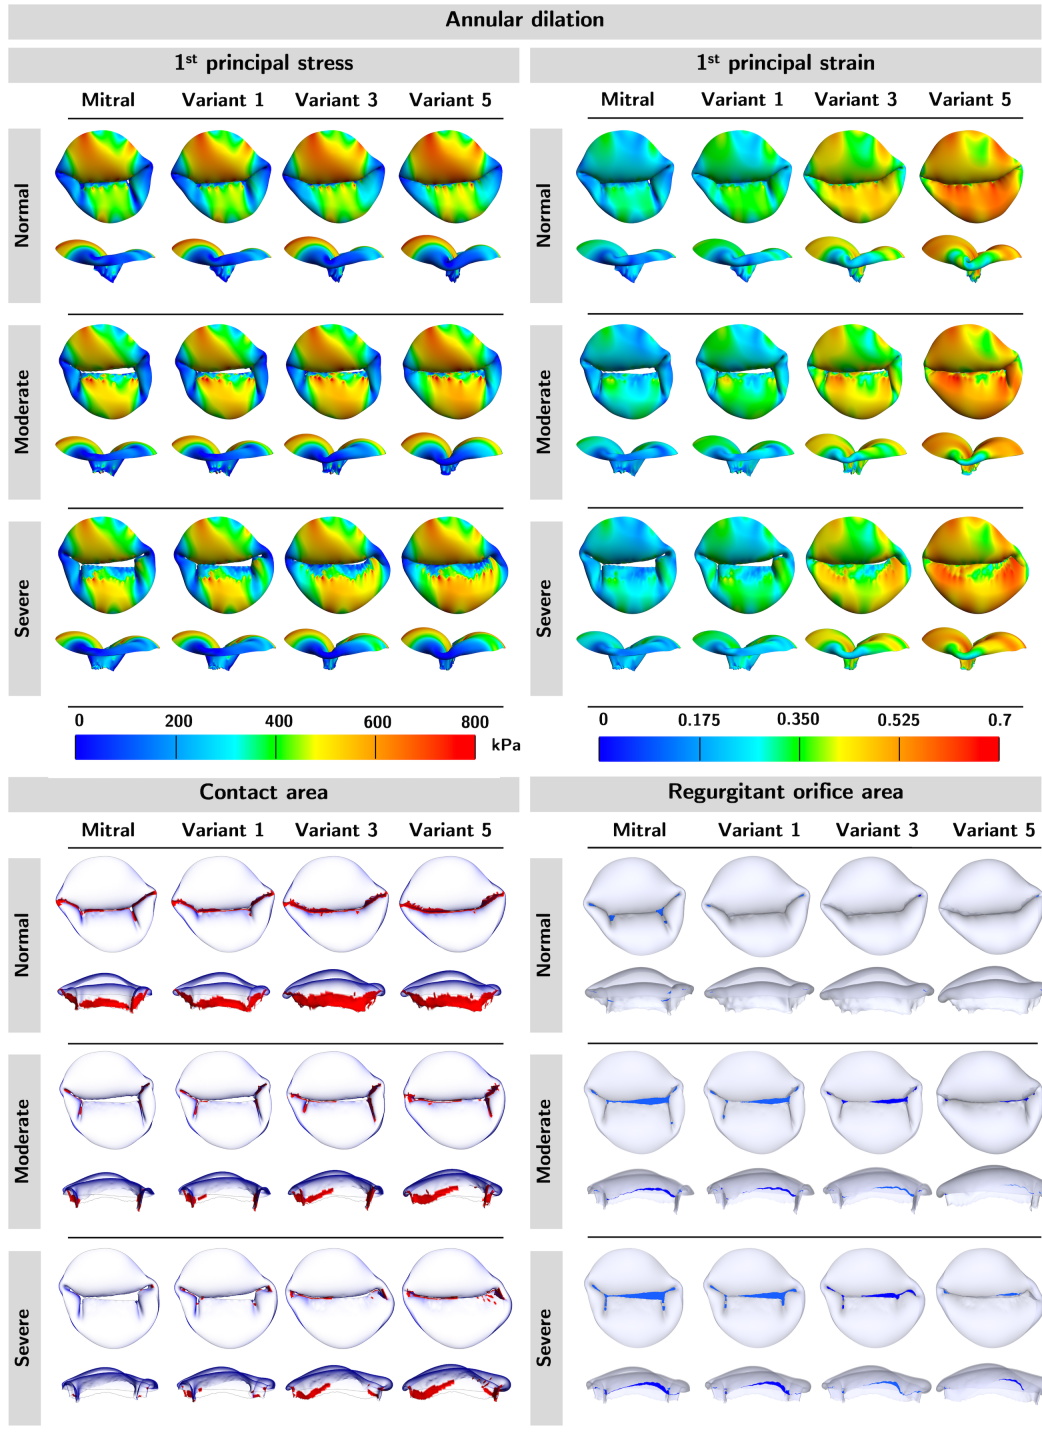 Annular dilation
1st principal stress
1st principal strain
Mitral Variant 1 Variant 3 Variant 5
Mitral Variant 1 Variant 3 Variant 5
Normal
Normal
Moderate
Moderate
Severe
Severe
0 200 400 600 800
kPa
0 0.175 0.350 0.525 0.7
Contact area
Regurgitant orifice area
Mitral Variant 1 Variant 3 Variant 5
Mitral Variant 1 Variant 3 Variant 5
Normal
Normal
Moderate
Moderate
Severe
Severe